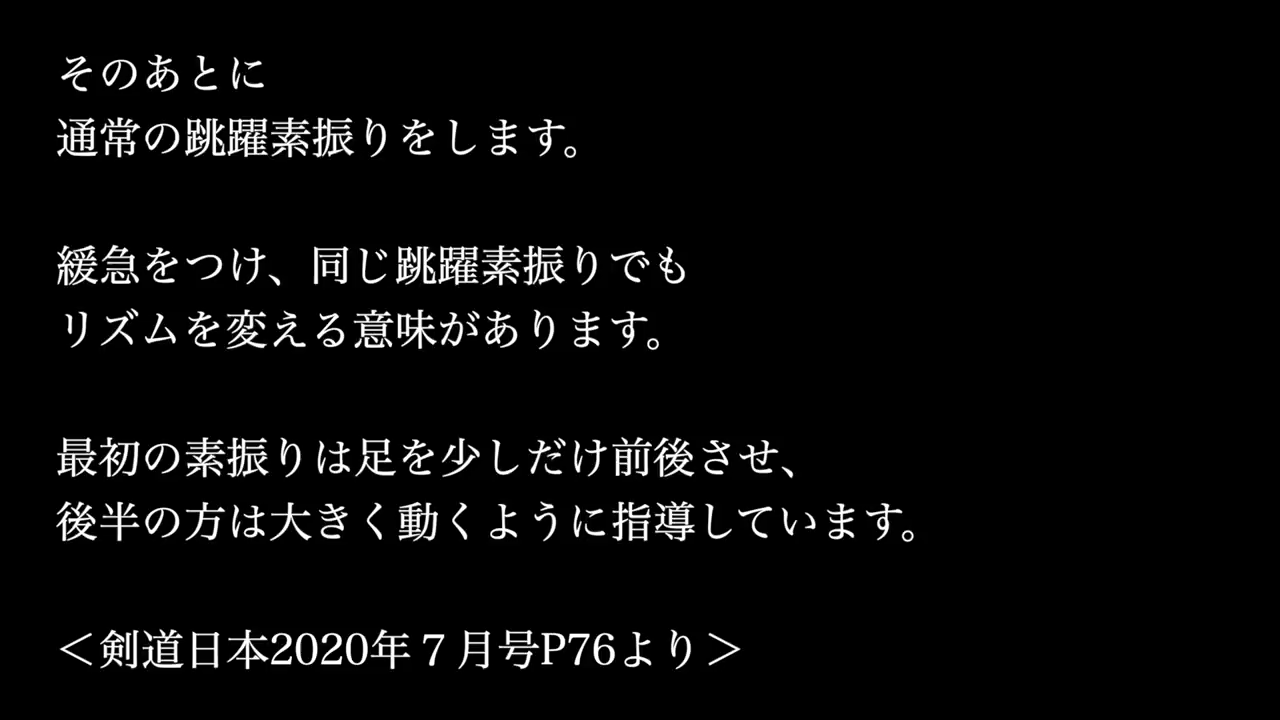 そのあとに
通常の跳躍素振りをします。
緩急をつけ、同じ跳躍素振りでも
リズムを変える意味があります。
最初の素振りは足を少しだけ前後させ、
後半の方は大きく動くように指導しています。
＜剣道日本2020年７月号P76より＞